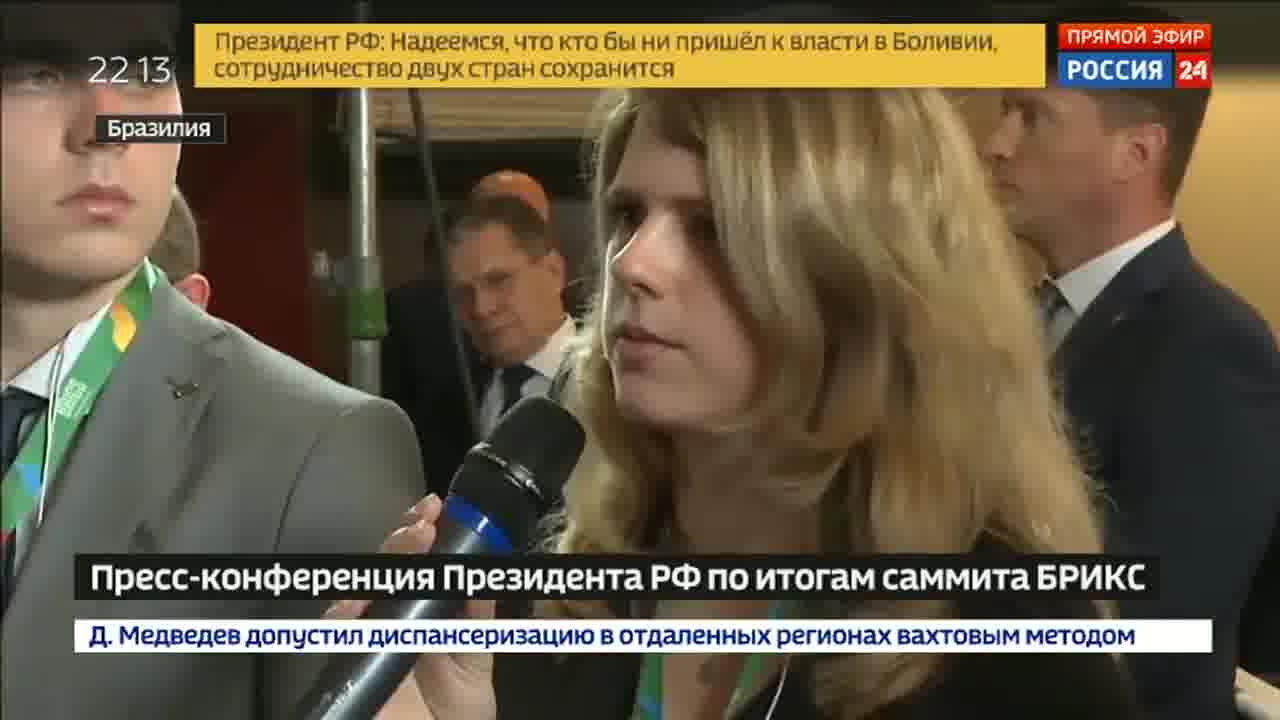 Президент РФ: Надеемся, что кто бы ни пришёл к власти в Боливии,
сотрудничество двух стран сохранится
ПРЯМОЙ ЭФИР
РОССИЯ 24
22 13
Бразилия
Пресс-конференция Президента РФ по итогам саммита БРИКС
Д. Медведев допустил диспансеризацию в отдаленных регионах вахтовым методом